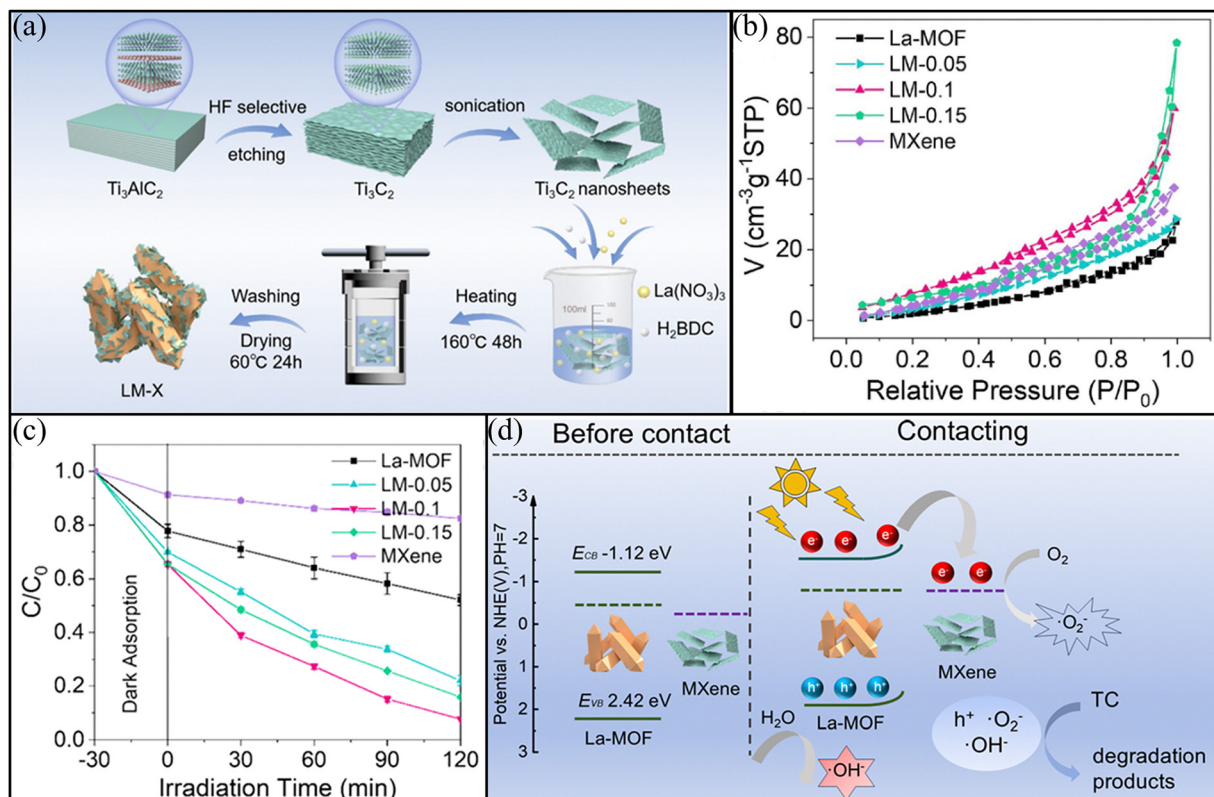 (a)
HF selective
etching
sonication
Ti₃AlC₂
Ti₃C₂
Ti₃C₂ nanosheets
La(NO₃)₃
H₂BDC
100ml
Heating
160℃ 48h
Washing
Drying
60℃ 24h
LM-X
(b)
80
60
40
20
0
V (cm⁻³g⁻¹STP)
La-MOF
LM-0.05
LM-0.1
LM-0.15
MXene
0.0 0.2 0.4 0.6 0.8 1.0
Relative Pressure (P/P₀)
(c)
1.0
0.8
0.6
0.4
0.2
0.0
C/C₀
Dark Adsorption
La-MOF
LM-0.05
LM-0.1
LM-0.15
MXene
-30 0 30 60 90 120
Irradiation Time (min)
(d)
Before contact
Contacting
Potential vs. NHE(V),PH=7
-3
-2
-1
0
1
2
3
E_CB -1.12 eV
MXene
E_VB 2.42 eV
La-MOF
e⁻ e⁻ e⁻
e⁻ e⁻
O₂
·O₂⁻
MXene
h⁺ h⁺ h⁺
La-MOF
H₂O
·OH⁻
h⁺ ·O₂⁻
·OH⁻
TC
degradation
products